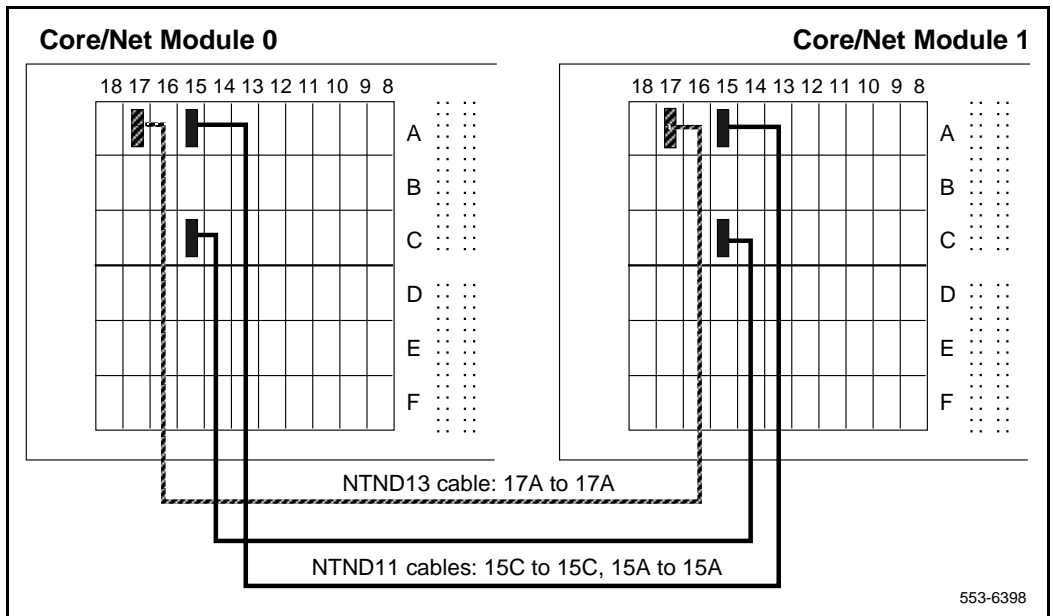 Core/Net Module 0
Core/Net Module 1
18 17 16 15 14 13 12 11 10 9 8
18 17 16 15 14 13 12 11 10 9 8
A
A
B
B
C
C
D
D
E
E
F
F
NTND13 cable: 17A to 17A
NTND11 cables: 15C to 15C, 15A to 15A
553-6398